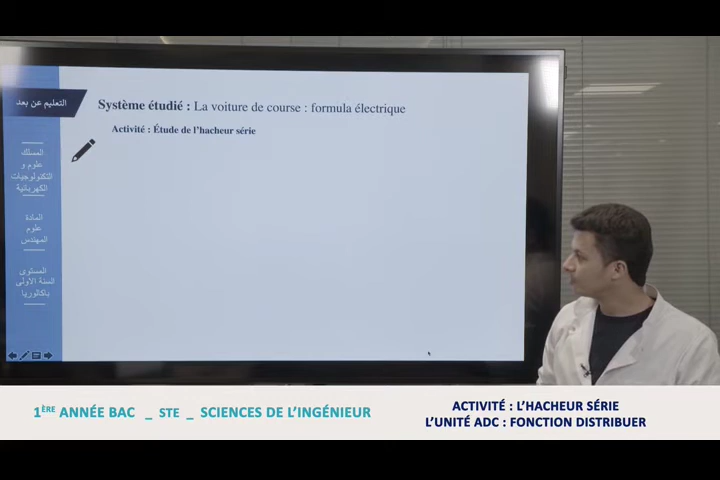 التعليم عن بعد
Système étudié : La voiture de course : formula électrique
Activité : Étude de l'hacheur série
المسلك
علوم و
التكنولوجيات
الكهربائية
المادة
علوم
المهندس
المستوى
السنة الأولى
باكالوريا
1ÈRE ANNÉE BAC _ STE _ SCIENCES DE L'INGÉNIEUR
ACTIVITÉ : L'HACHEUR SÉRIE
L'UNITÉ ADC : FONCTION DISTRIBUER